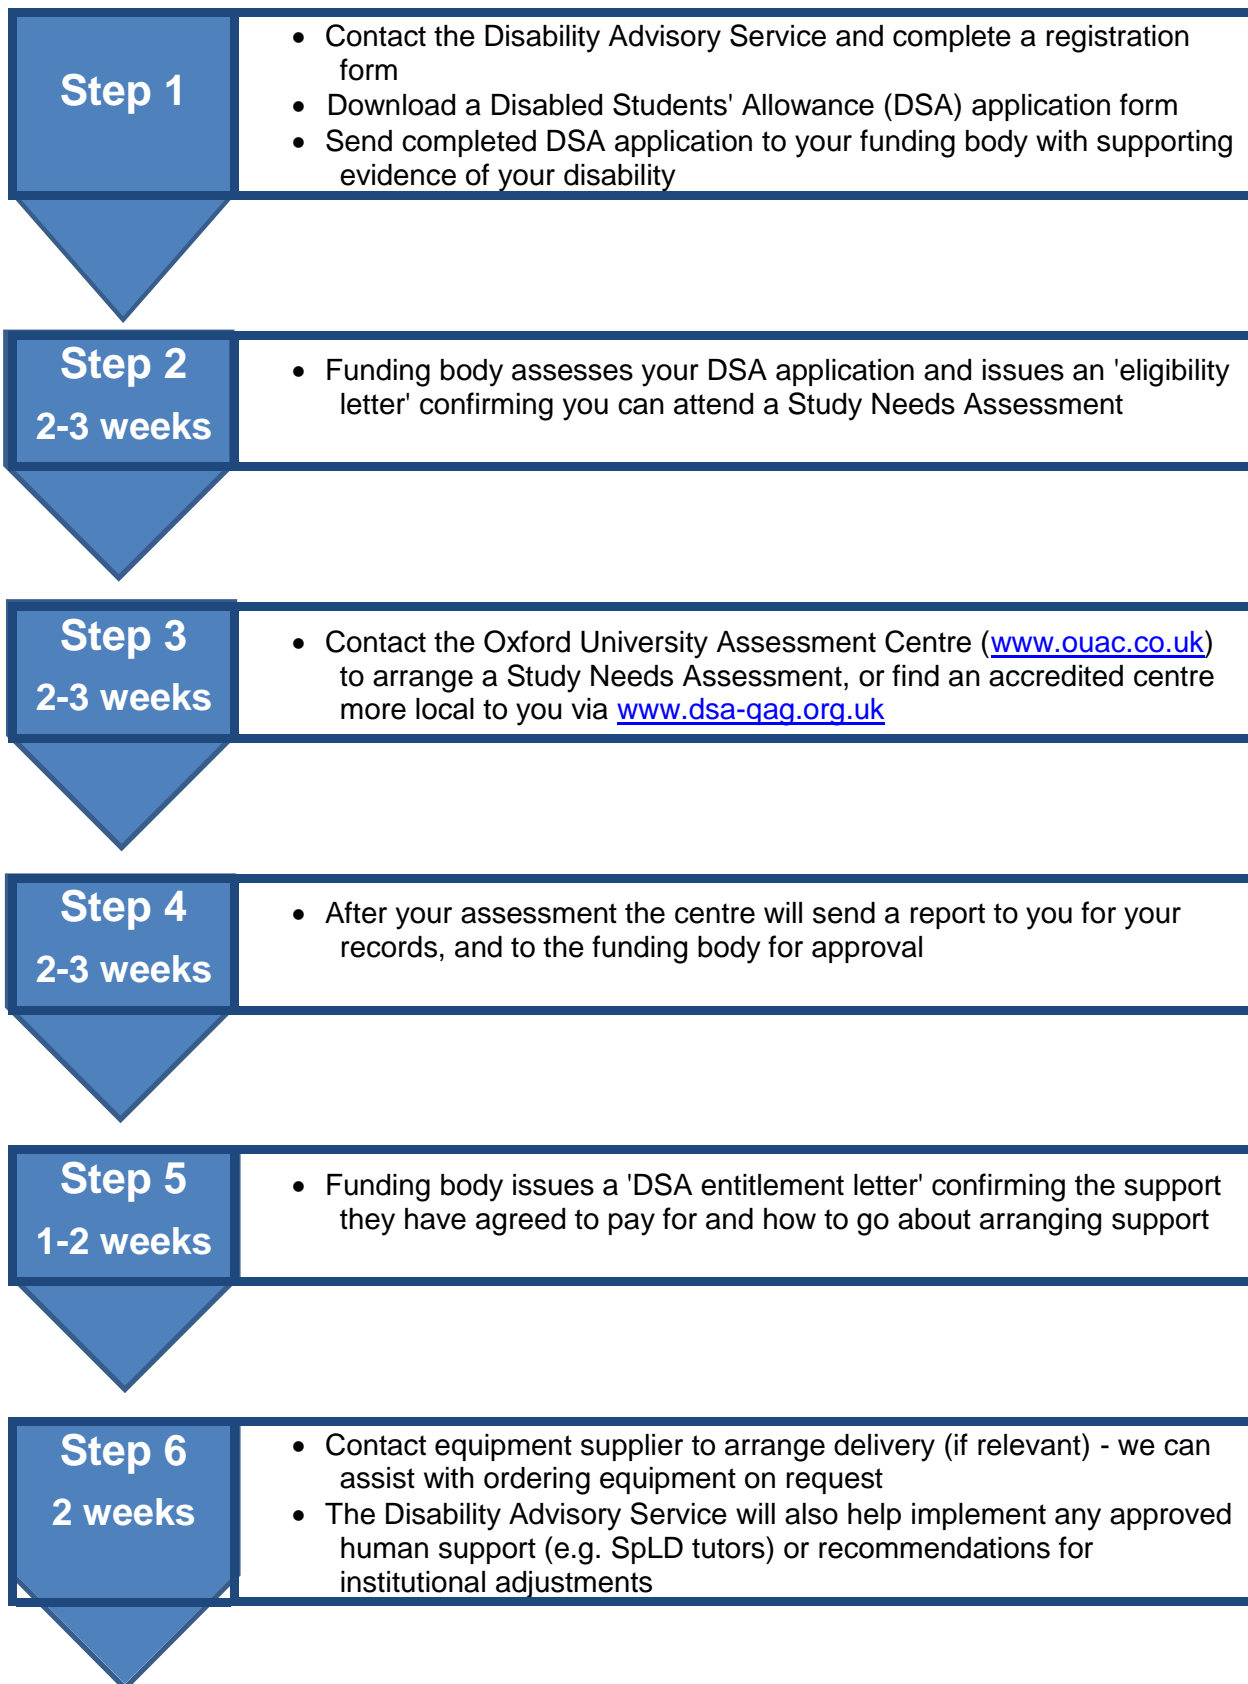 Step 1
• Contact the Disability Advisory Service and complete a registration
form
• Download a Disabled Students' Allowance (DSA) application form
• Send completed DSA application to your funding body with supporting
evidence of your disability
Step 2
2-3 weeks
• Funding body assesses your DSA application and issues an 'eligibility
letter' confirming you can attend a Study Needs Assessment
Step 3
2-3 weeks
• Contact the Oxford University Assessment Centre (www.ouac.co.uk)
to arrange a Study Needs Assessment, or find an accredited centre
more local to you via www.dsa-qag.org.uk
Step 4
2-3 weeks
• After your assessment the centre will send a report to you for your
records, and to the funding body for approval
Step 5
1-2 weeks
• Funding body issues a 'DSA entitlement letter' confirming the support
they have agreed to pay for and how to go about arranging support
Step 6
2 weeks
• Contact equipment supplier to arrange delivery (if relevant) - we can
assist with ordering equipment on request
• The Disability Advisory Service will also help implement any approved
human support (e.g. SpLD tutors) or recommendations for
institutional adjustments